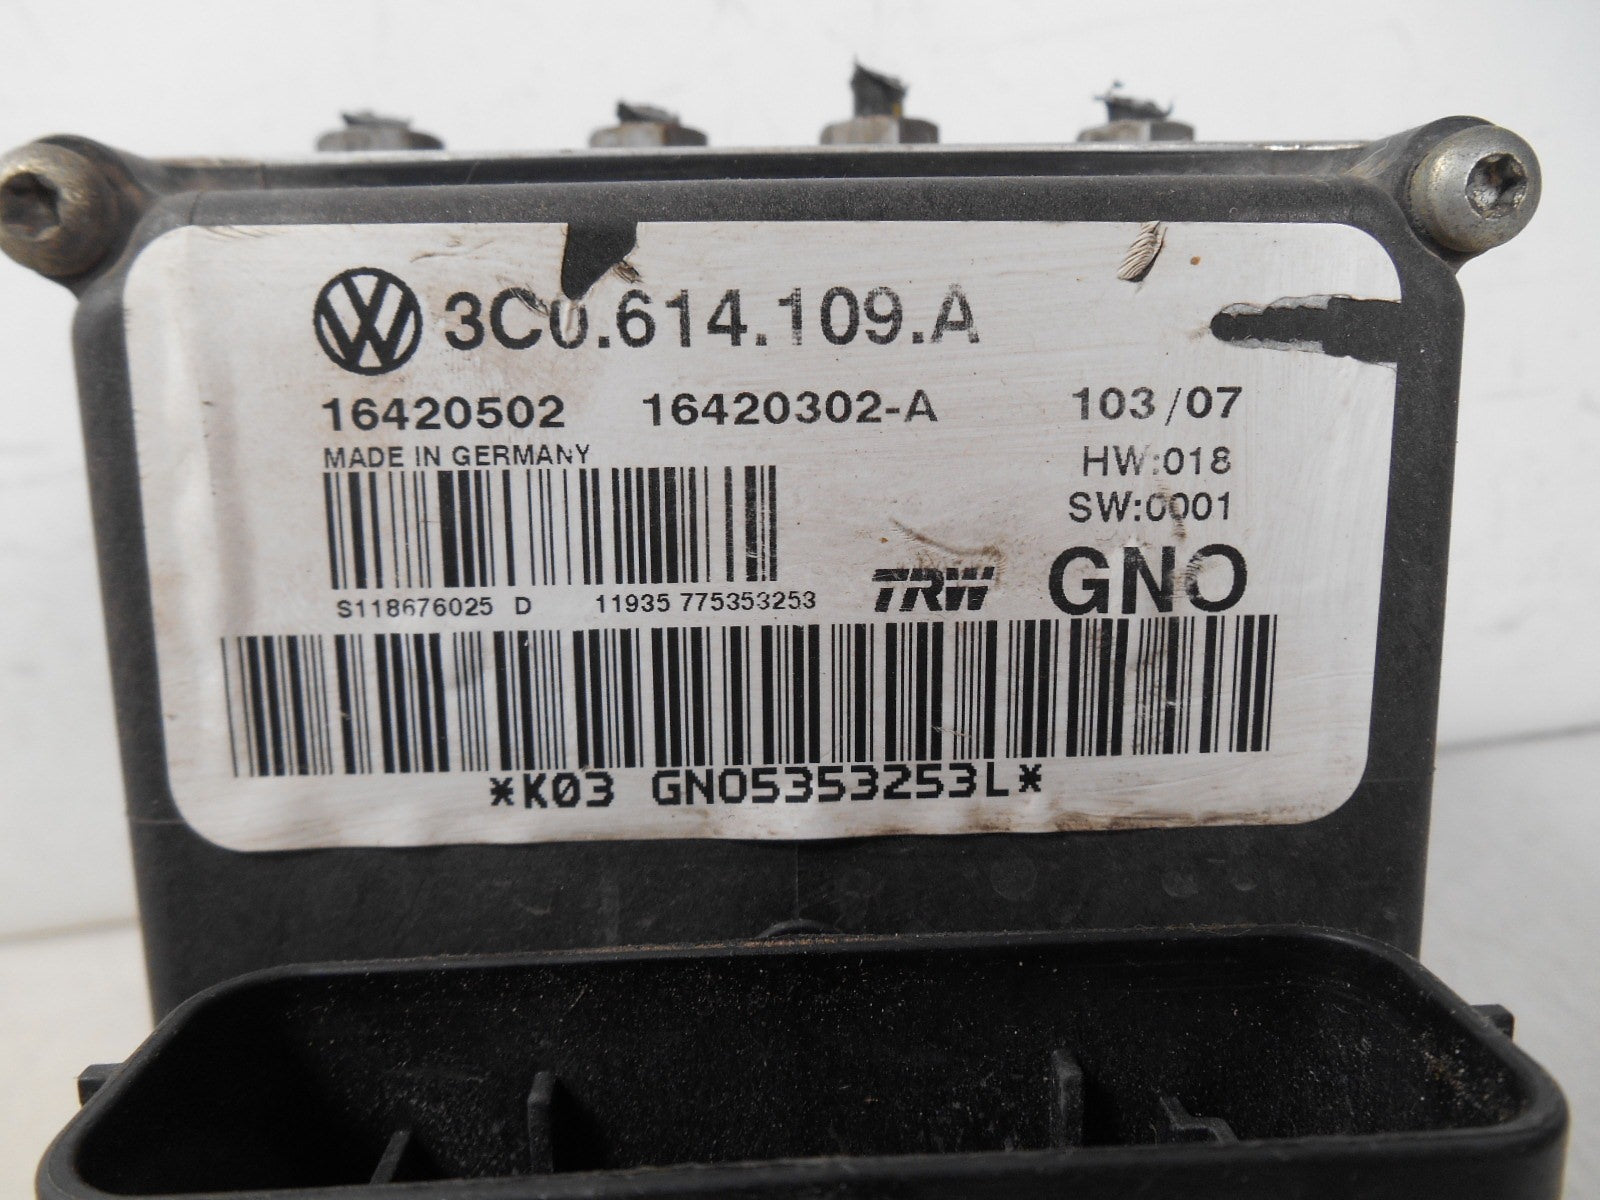 3C0.614.109.A
16420502 16420302-A 103/07
MADE IN GERMANY HW:018
SW:0001
S118676025 D 11935 775353253 TRW GNO
*K03 GNO5353253L*